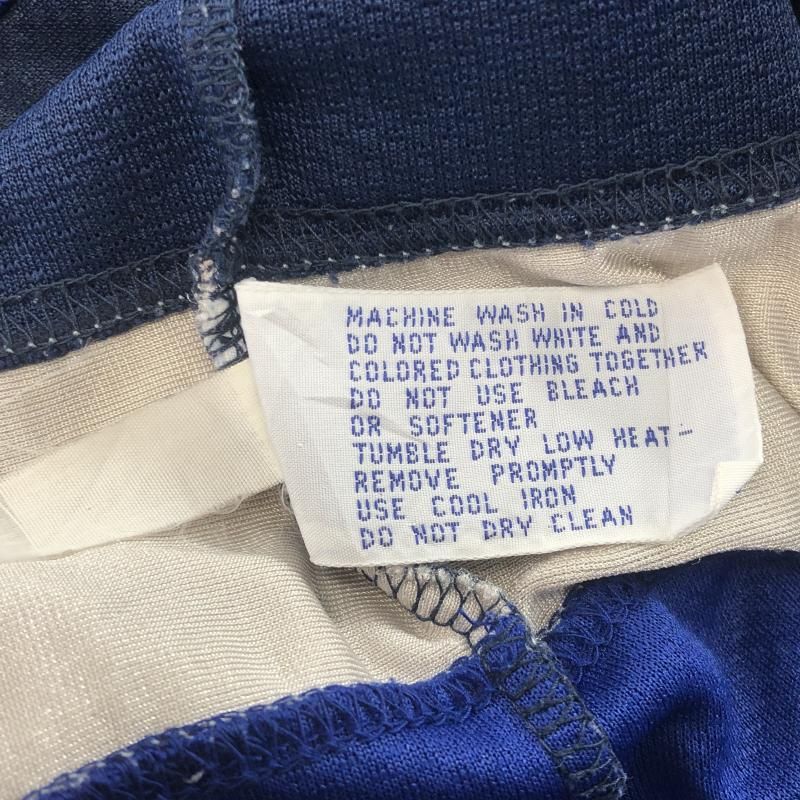 MACHINE WASH IN COLD
DO NOT WASH WHITE AND
COLORED CLOTHING TOGETHER
DO NOT USE BLEACH
OR SOFTENER
TUMBLE DRY LOW HEAT-
REMOVE PROMPTLY
USE COOL IRON
DO NOT DRY CLEAN